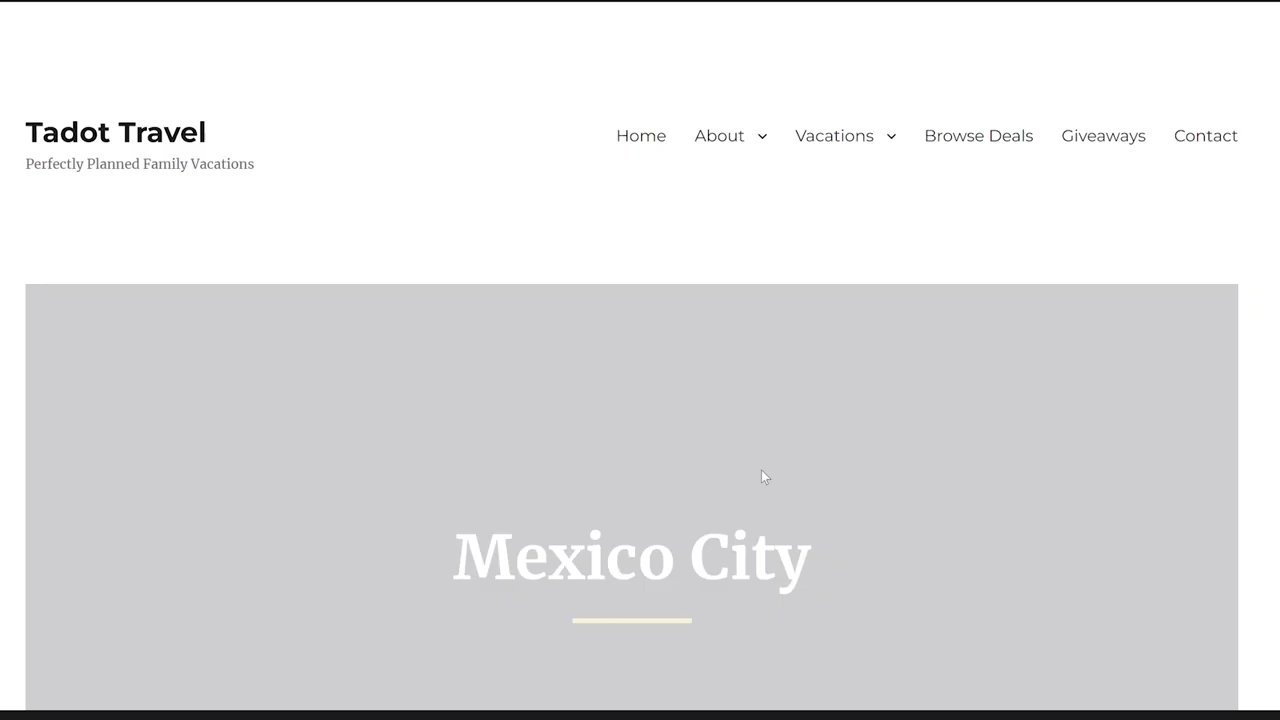 Tadot Travel
Perfectly Planned Family Vacations
Home About Vacations Browse Deals Giveaways Contact
Mexico City